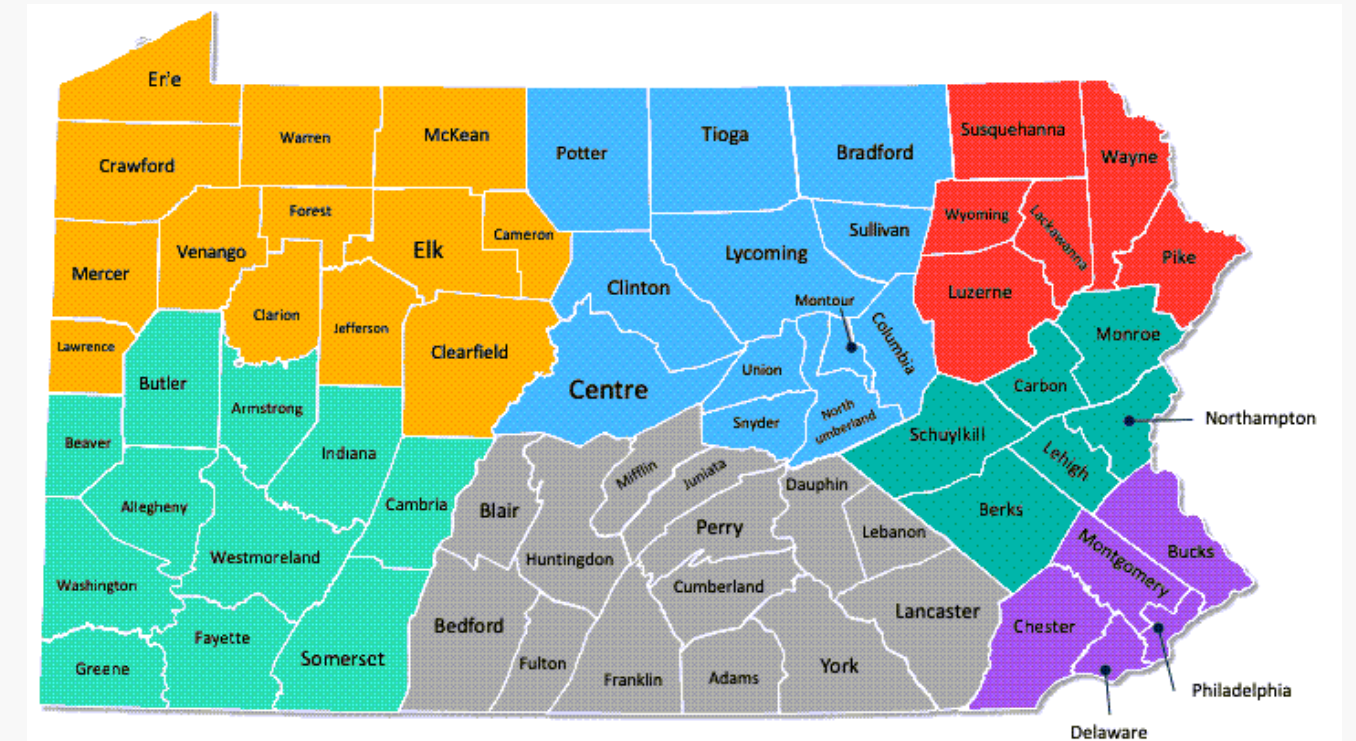 Er'e
Warren
McKean
Potter
Tioga
Bradford
Susquehanna
Wayne
Crawford
Forest
Venango
Elk
Cameron
Lycoming
Sullivan
Wyoming
Lackawanna
Pike
Mercer
Clarion
Jefferson
Clinton
Montour
Columbia
Luzerne
Lawrence
Clearfield
Centre
Union
Monroe
Butler
Armstrong
Snyder
North
umberland
Carbon
Northampton
Beaver
Indiana
Schuylkill
Lehigh
Allegheny
Cambria
Blair
Mifflin
Juniata
Dauphin
Berks
Westmoreland
Huntingdon
Perry
Lebanon
Montgomery
Bucks
Washington
Cumberland
Lancaster
Chester
Fayette
Bedford
Greene
Somerset
Fulton
Franklin
Adams
York
Philadelphia
Delaware